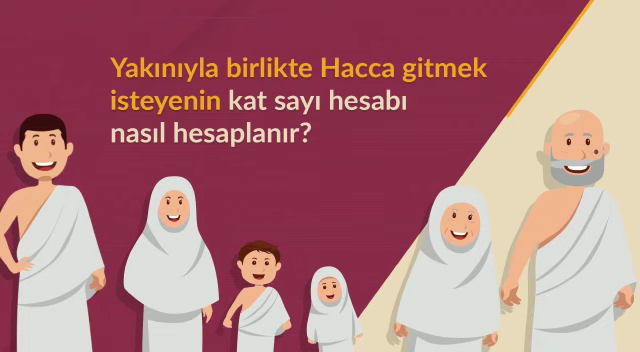 Yakınıyla birlikte Hacca gitmek
isteyenin kat sayı hesabı
nasıl hesaplanır?